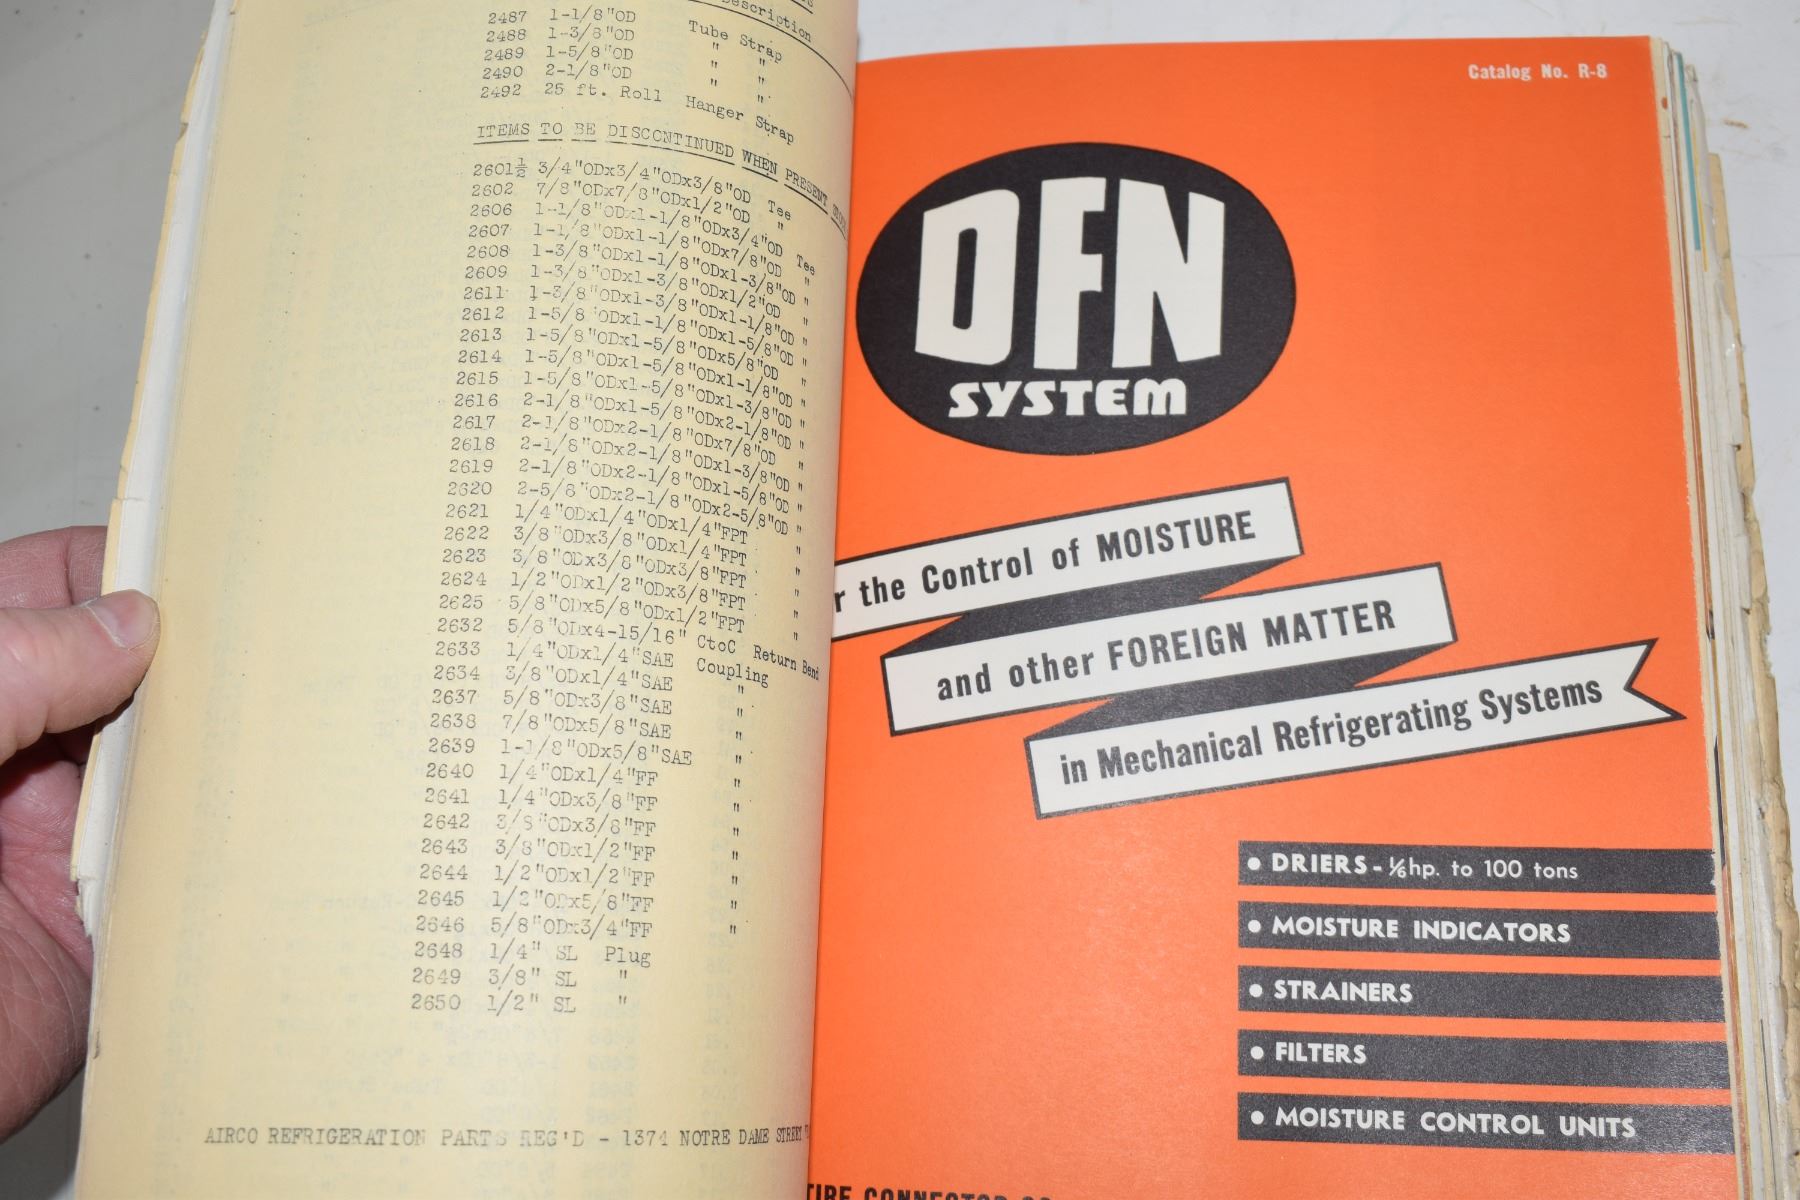 Description
2487 1-1/8"OD Tube Strap
2488 1-3/8"OD " "
2489 1-5/8"OD " "
2490 2-1/8"OD " "
2492 25 ft. Roll Hanger Strap
ITEMS TO BE DISCONTINUED WHEN PRESENT
2601½ 3/4"ODx3/4"ODx3/8"OD Tee
2602 7/8"ODx7/8"ODx1/2"OD "
2606 1-1/8"ODx1-1/8"ODx3/4"OD Tee
2607 1-1/8"ODx1-1/8"ODx7/8"OD "
2608 1-3/8"ODx1-1/8"ODx1-3/8"OD "
2609 1-3/8"ODx1-3/8"ODx1/2"OD "
2611 1-3/8"ODx1-3/8"ODx1-1/8"OD "
2612 1-5/8"ODx1-1/8"ODx1-5/8"OD "
2613 1-5/8"ODx1-5/8"ODx5/8"OD "
2614 1-5/8"ODx1-5/8"ODx1-1/8"OD "
2615 1-5/8"ODx1-5/8"ODx1-3/8"OD "
2616 2-1/8"ODx1-5/8"ODx2-1/8"OD "
2617 2-1/8"ODx2-1/8"ODx7/8"OD "
2618 2-1/8"ODx2-1/8"ODx1-3/8"OD "
2619 2-1/8"ODx2-1/8"ODx1-5/8"OD "
2620 2-5/8"ODx2-1/8"ODx2-5/8"OD "
2621 1/4"ODx1/4"ODx1/4"FPT "
2622 3/8"ODx3/8"ODx1/4"FPT "
2623 3/8"ODx3/8"ODx3/8"FPT "
2624 1/2"ODx1/2"ODx3/8"FPT "
2625 5/8"ODx5/8"ODx1/2"FPT "
2632 5/8"ODx4-15/16" CtoC Return Bend
2633 1/4"ODx1/4"SAE Coupling
2634 3/8"ODx1/4"SAE "
2637 5/8"ODx3/8"SAE "
2638 7/8"ODx5/8"SAE "
2639 1-1/8"ODx5/8"SAE "
2640 1/4"ODx1/4"FF "
2641 1/4"ODx3/8"FF "
2642 3/8"ODx3/8"FF "
2643 3/8"ODx1/2"FF "
2644 1/2"ODx1/2"FF "
2645 1/2"ODx5/8"FF "
2646 5/8"ODx3/4"FF "
2648 1/4" SL Plug
2649 3/8" SL "
2650 1/2" SL "
AIRCO REFRIGERATION PARTS REG'D - 1374 NOTRE DAME STREET
Catalog No. R-8
DFN
SYSTEM
r the Control of MOISTURE
and other FOREIGN MATTER
in Mechanical Refrigerating Systems
• DRIERS - 1/6 hp. to 100 tons
• MOISTURE INDICATORS
• STRAINERS
• FILTERS
• MOISTURE CONTROL UNITS
CONNECTOR